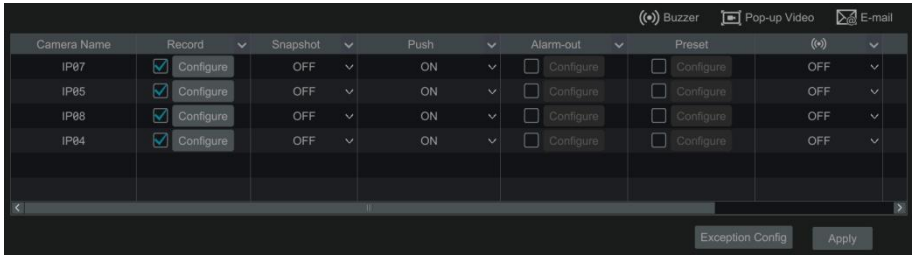 Buzzer Pop-up Video E-mail
Camera Name Record Snapshot Push Alarm-out Preset
IP07 Configure OFF ON Configure Configure OFF
IP05 Configure OFF ON Configure Configure OFF
IP08 Configure OFF ON Configure Configure OFF
IP04 Configure OFF ON Configure Configure OFF
Exception Config Apply